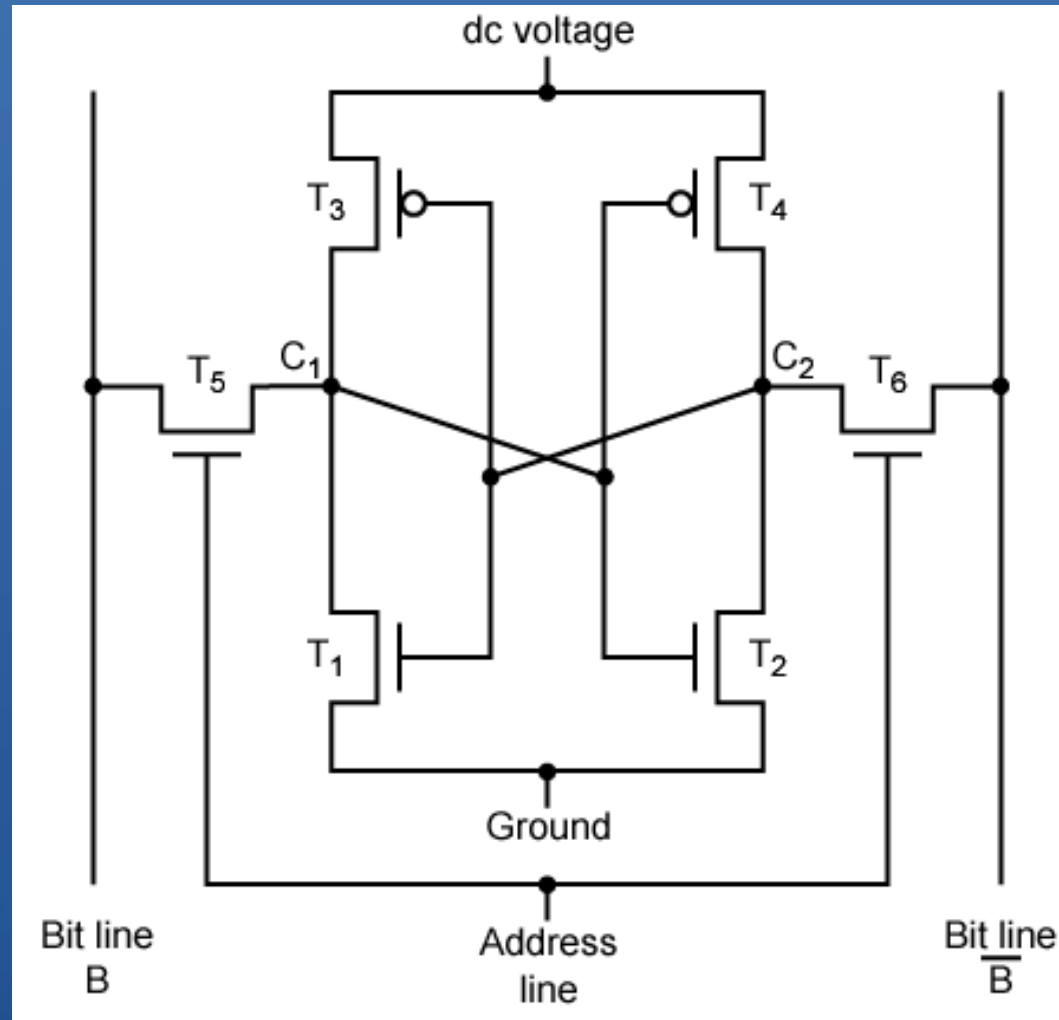 dc voltage
T3
T4
T5
C1
C2
T6
T1
T2
Ground
Bit line
B
Address
line
Bit line
B̅